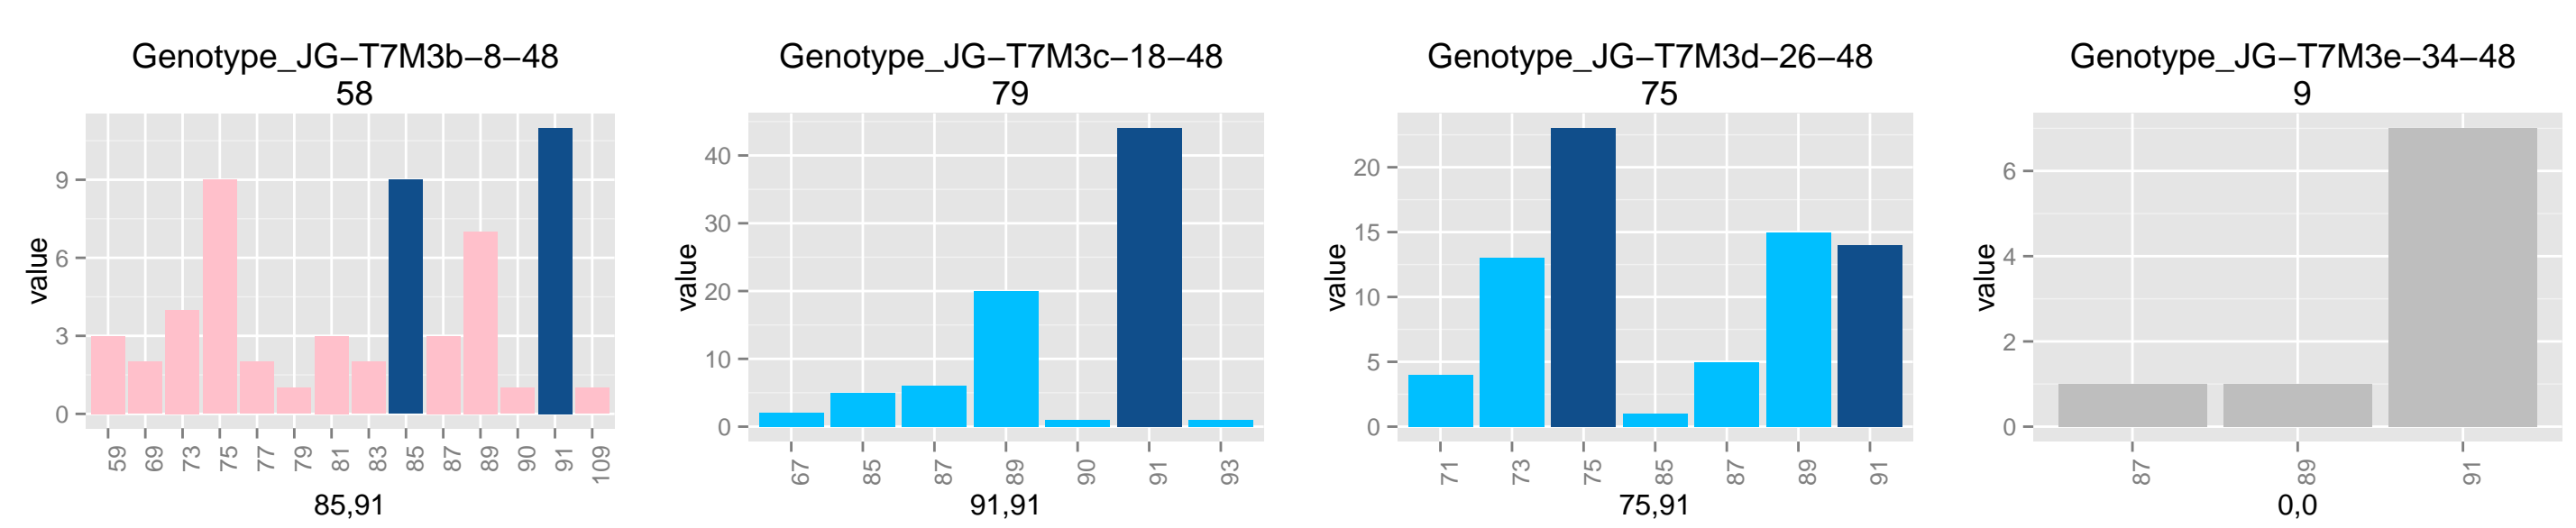 Genotype_JG−T7M3b−8−48
58
value
9
6
3
0
59 69 73 75 77 79 81 83 85 87 89 90 91 109
85,91
Genotype_JG−T7M3c−18−48
79
value
40
30
20
10
0
67 85 87 89 90 91 93
91,91
Genotype_JG−T7M3d−26−48
75
value
20
15
10
5
0
71 73 75 85 87 89 91
75,91
Genotype_JG−T7M3e−34−48
9
value
6
4
2
0
87 89 91
0,0